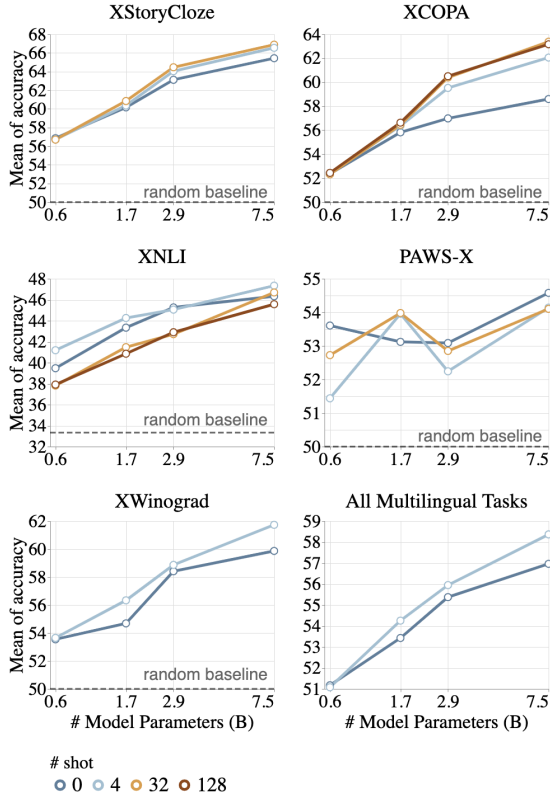 XStoryCloze
Mean of accuracy
68
66
64
62
60
58
56
54
52
50
random baseline
0.6 1.7 2.9 7.5
XCOPA
64
62
60
58
56
54
52
50
random baseline
0.6 1.7 2.9 7.5
XNLI
Mean of accuracy
48
46
44
42
40
38
36
34
32
random baseline
0.6 1.7 2.9 7.5
PAWS-X
55
54
53
52
51
50
random baseline
0.6 1.7 2.9 7.5
XWinograd
Mean of accuracy
62
60
56
54
52
50
random baseline
0.6 1.7 2.9 7.5
# Model Parameters (B)
All Multilingual Tasks
59
58
57
56
55
53
52
51
0.6 1.7 2.9 7.5
# Model Parameters (B)
# shot
0 4 32 128